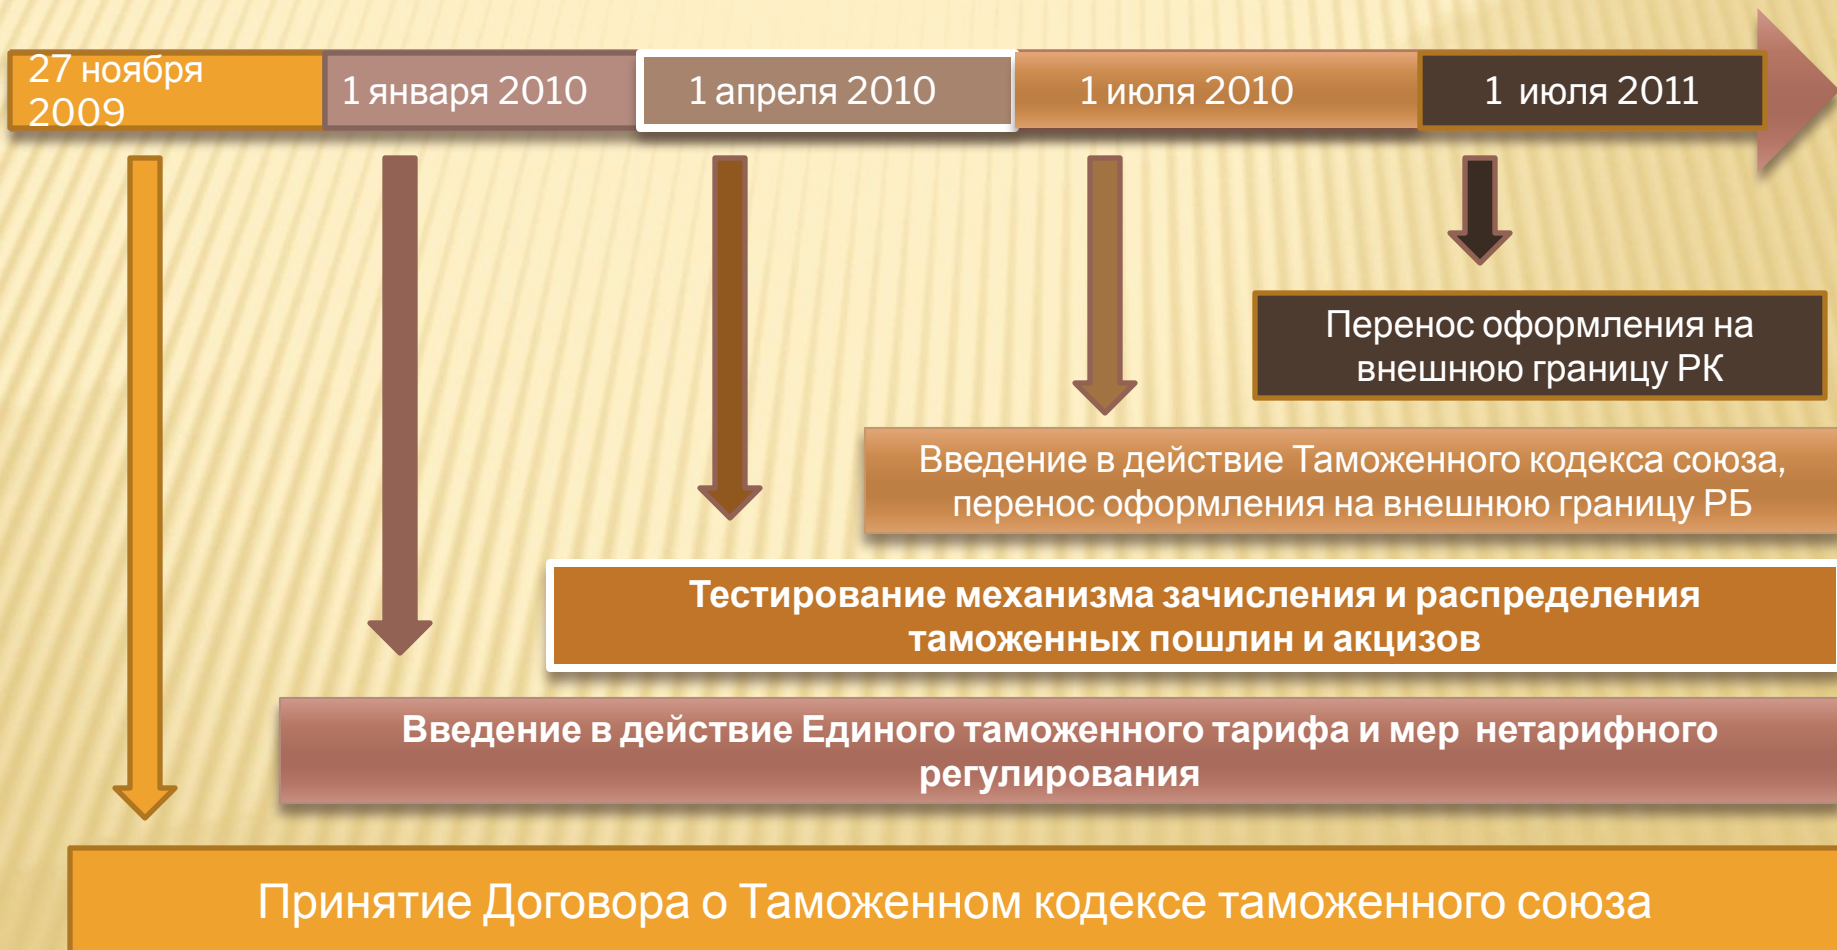 27 ноября
2009
1 января 2010
1 апреля 2010
1 июля 2010
1 июля 2011
Перенос оформления на
внешнюю границу РК
Введение в действие Таможенного кодекса союза,
перенос оформления на внешнюю границу РБ
Тестирование механизма зачисления и распределения
таможенных пошлин и акцизов
Введение в действие Единого таможенного тарифа и мер нетарифного
регулирования
Принятие Договора о Таможенном кодексе таможенного союза